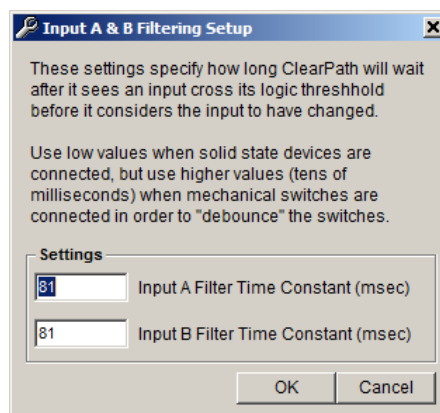 Input A & B Filtering Setup
These settings specify how long ClearPath will wait
after it sees an input cross its logic threshhold
before it considers the input to have changed.
Use low values when solid state devices are
connected, but use higher values (tens of
milliseconds) when mechanical switches are
connected in order to "debounce" the switches.
Settings
81 Input A Filter Time Constant (msec)
81 Input B Filter Time Constant (msec)
OK Cancel